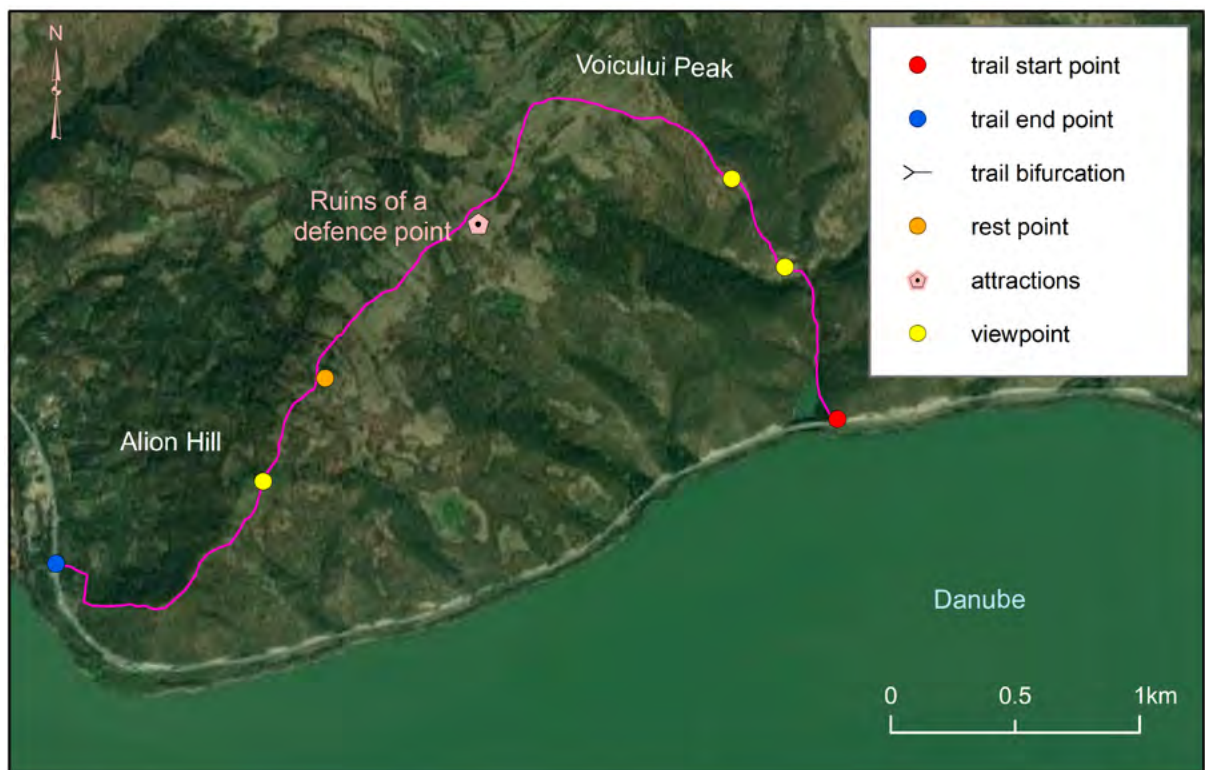 N
Voicului Peak
Ruins of a
defence point
Alion Hill
Danube
trail start point
trail end point
trail bifurcation
rest point
attractions
viewpoint
0 0.5 1km